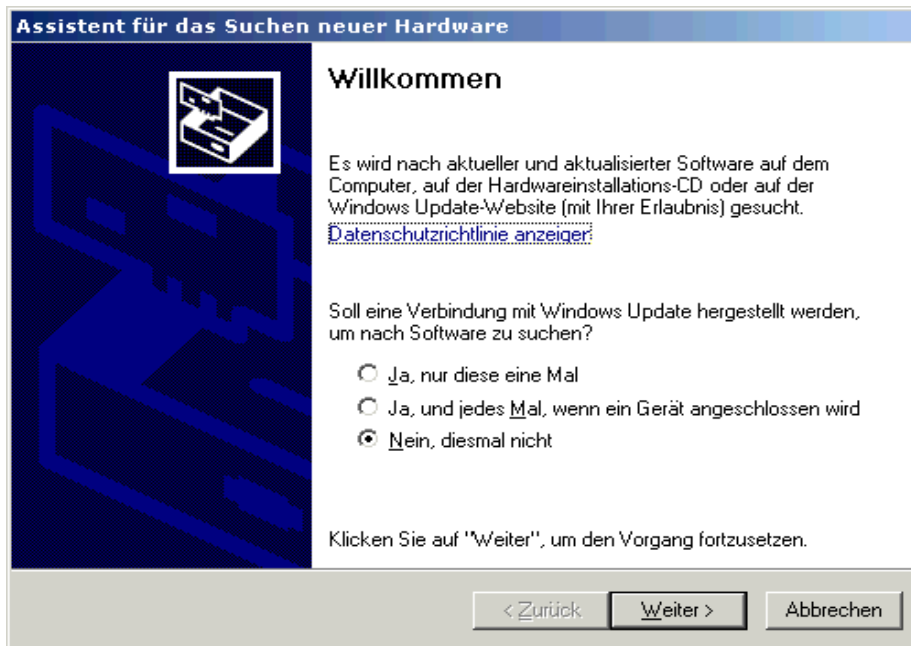 Assistent für das Suchen neuer Hardware
Willkommen
Es wird nach aktueller und aktualisierter Software auf dem
Computer, auf der Hardwareinstallations-CD oder auf der
Windows Update-Website (mit Ihrer Erlaubnis) gesucht.
Datenschutzrichtlinie anzeigen
Soll eine Verbindung mit Windows Update hergestellt werden,
um nach Software zu suchen?
Ja, nur diese eine Mal
Ja, und jedes Mal, wenn ein Gerät angeschlossen wird
Nein, diesmal nicht
Klicken Sie auf "Weiter", um den Vorgang fortzusetzen.
< Zurück Weiter > Abbrechen